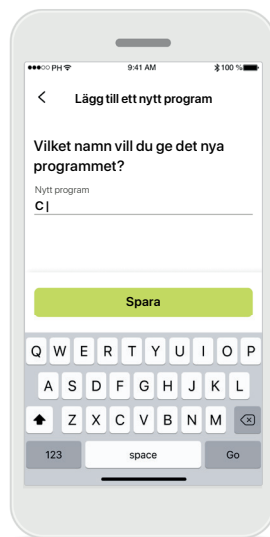 PH 9:41 AM 100 %
Lägg till ett nytt program
Vilket namn vill du ge det nya
programmet?
Nytt program
C
Spara
Q W E R T Y U I O P
A S D F G H J K L
Z X C V B N M
123 space Go